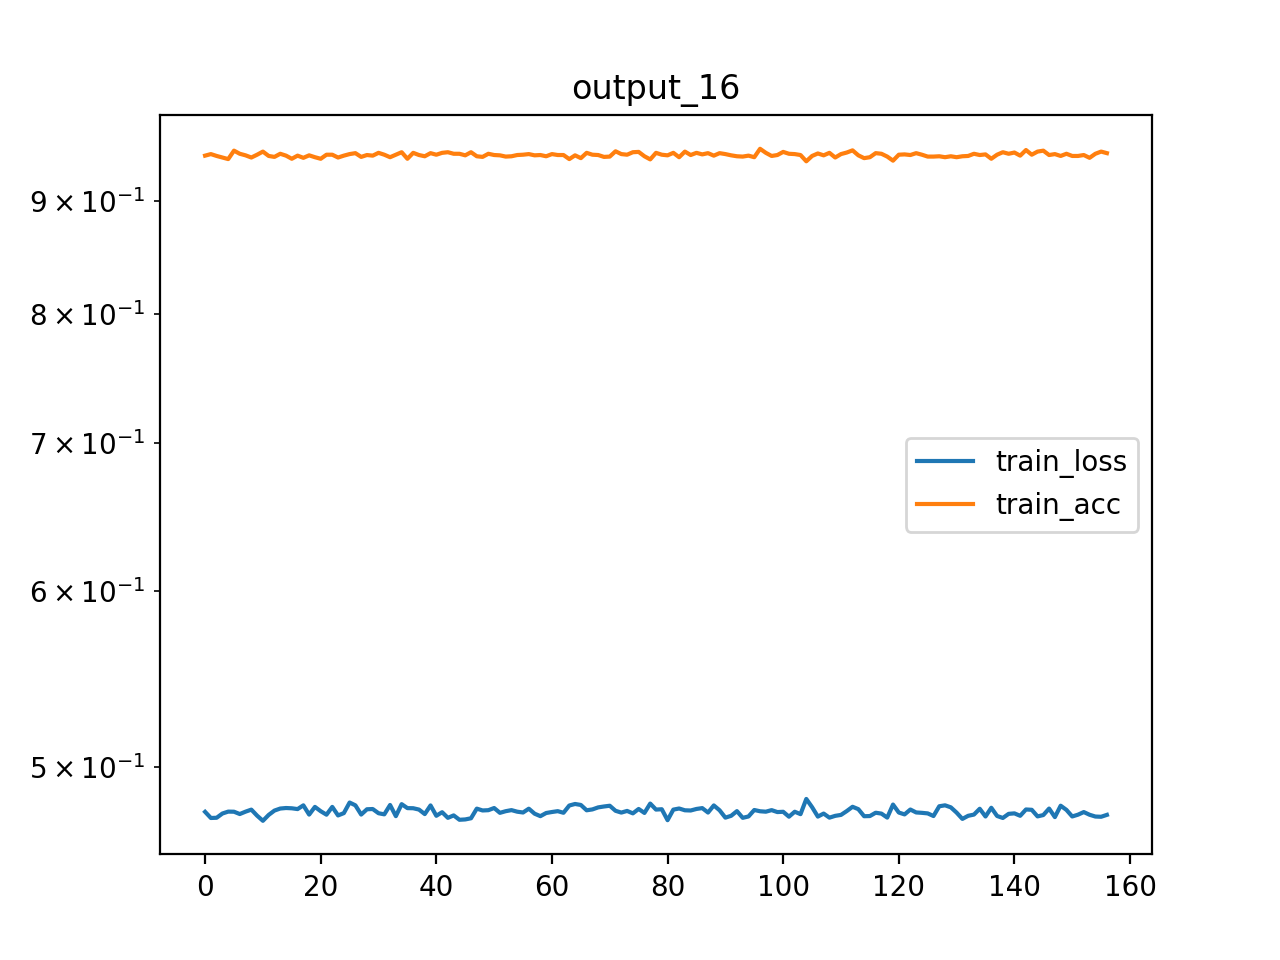 output_16
9 × 10⁻¹
8 × 10⁻¹
7 × 10⁻¹
6 × 10⁻¹
5 × 10⁻¹
train_loss
train_acc
0 20 40 60 80 100 120 140 160